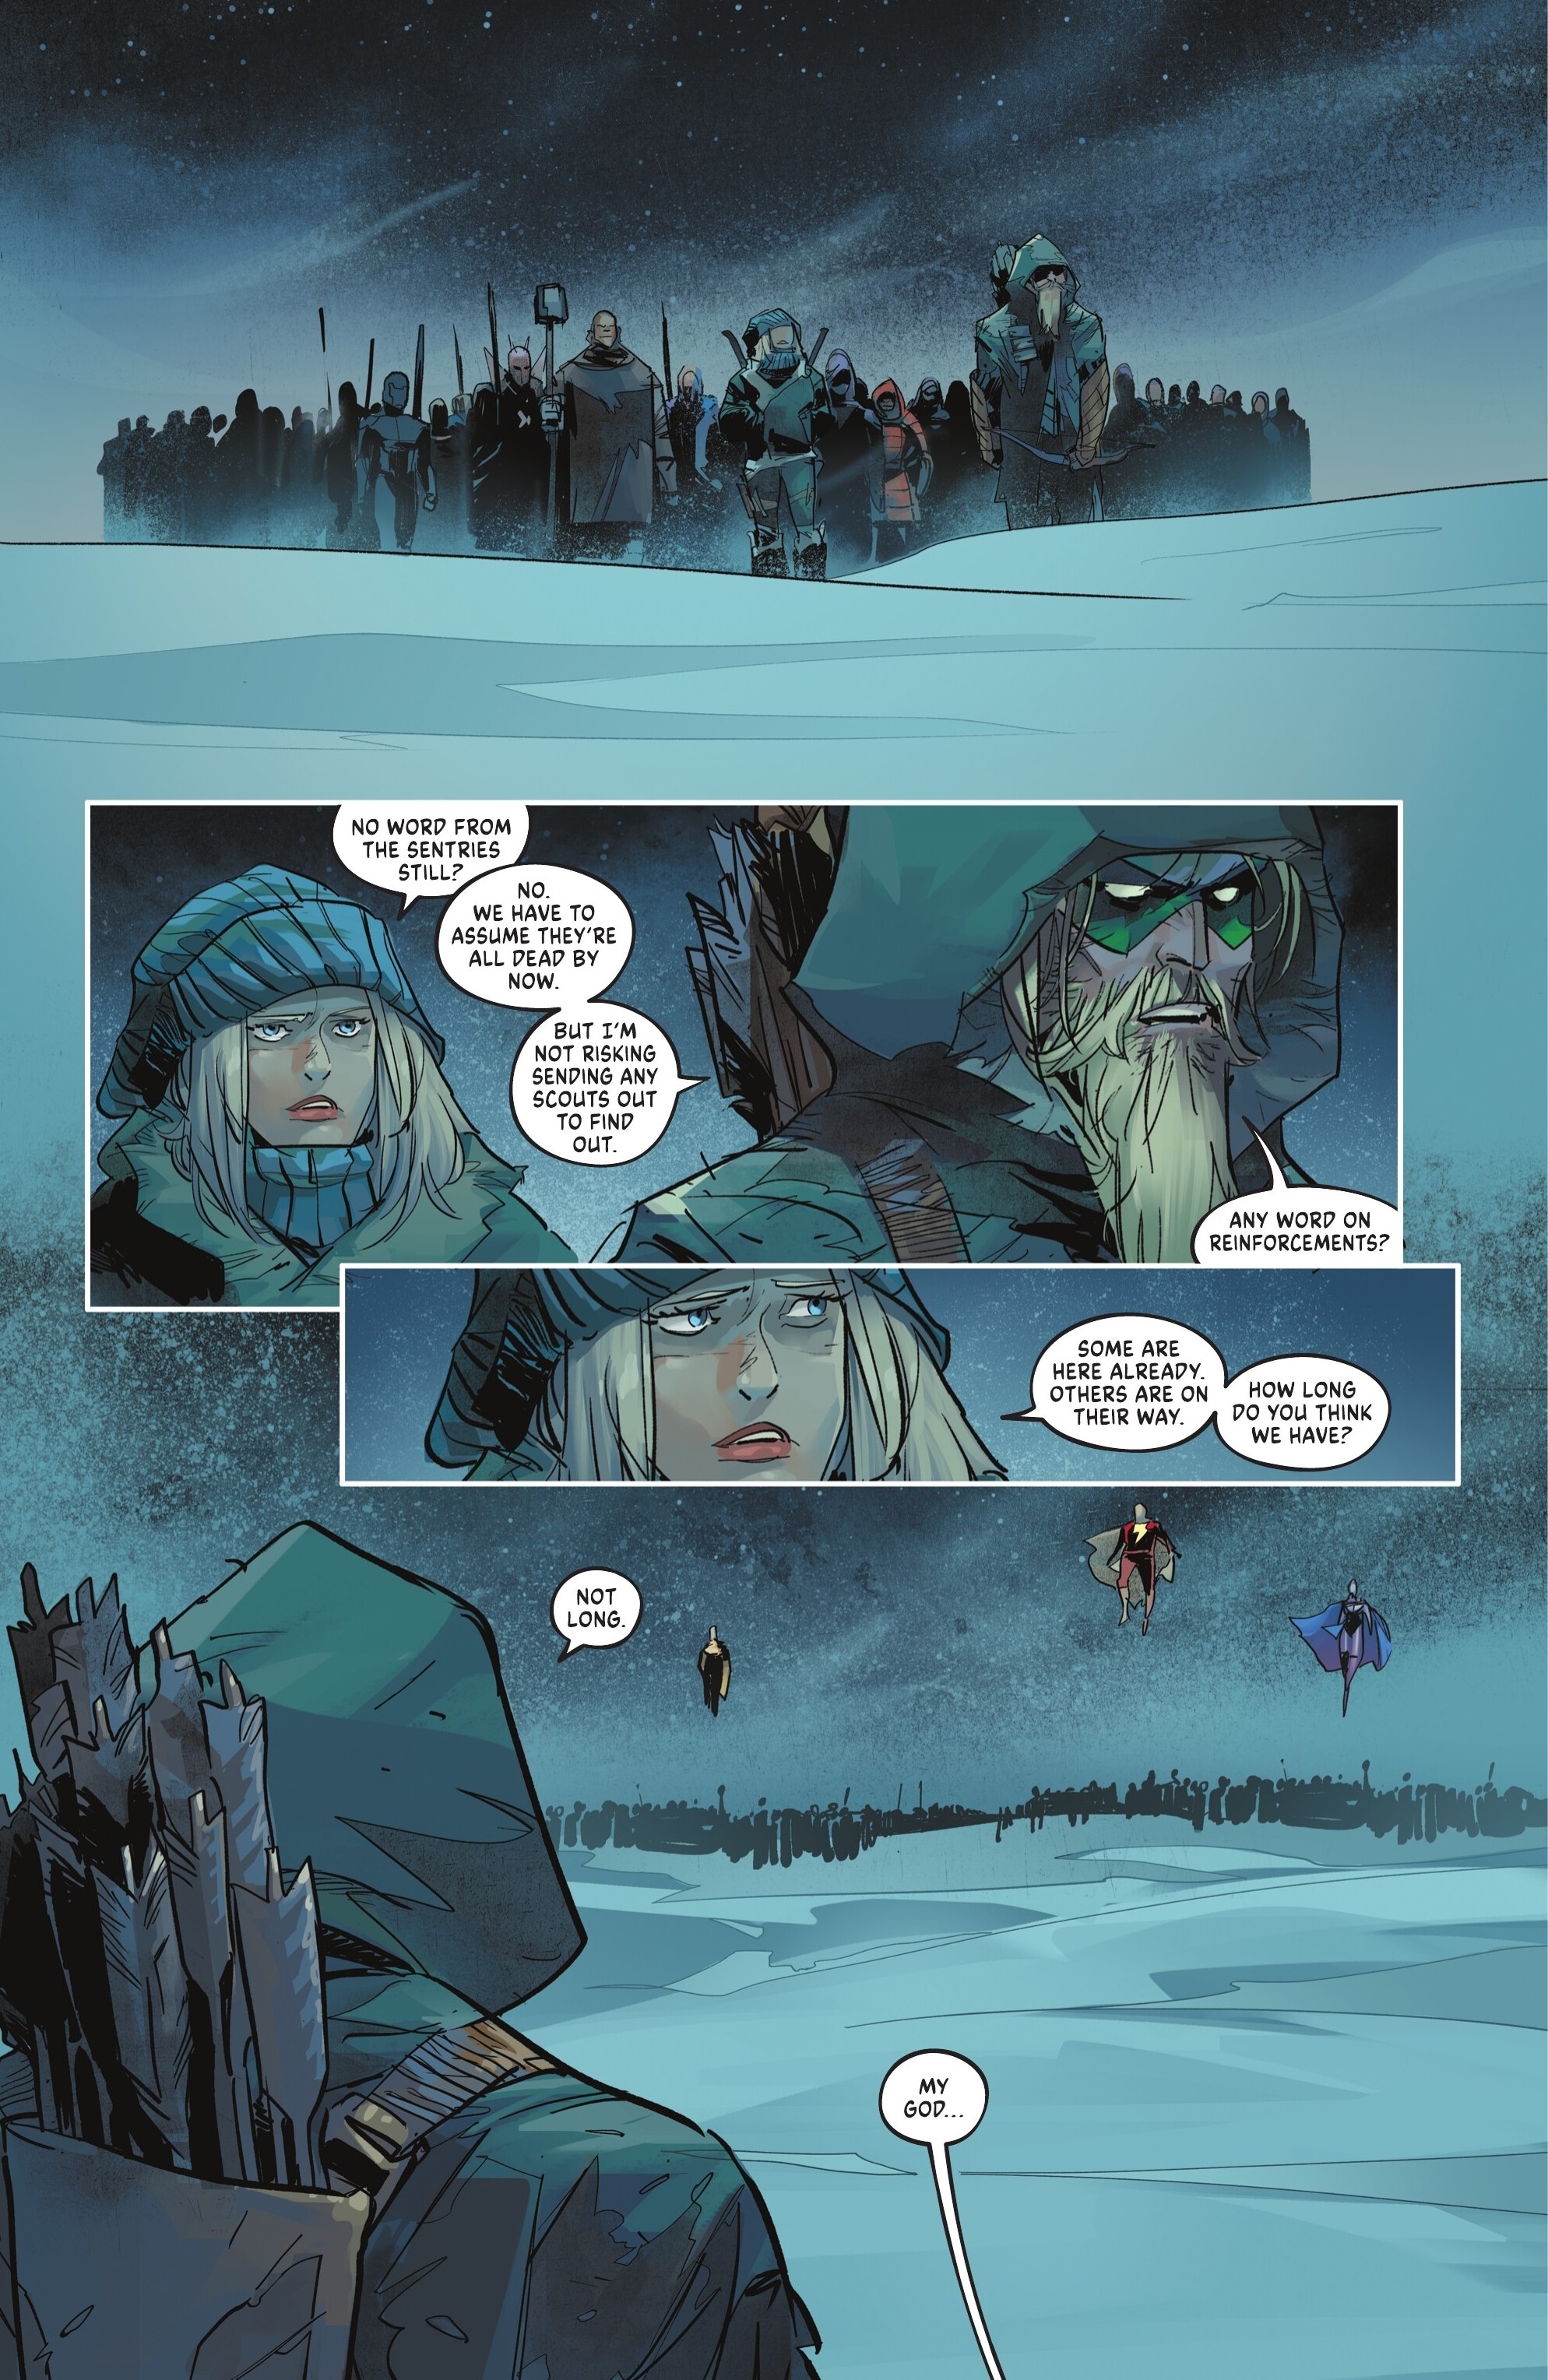 NO WORD FROM
THE SENTRIES
STILL?
NO.
WE HAVE TO
ASSUME THEY'RE
ALL DEAD BY
NOW.
BUT I'M
NOT RISKING
SENDING ANY
SCOUTS OUT
TO FIND
OUT.
ANY WORD ON
REINFORCEMENTS?
SOME ARE
HERE ALREADY.
OTHERS ARE ON
THEIR WAY.
HOW LONG
DO YOU THINK
WE HAVE?
NOT
LONG.
MY
GOD...